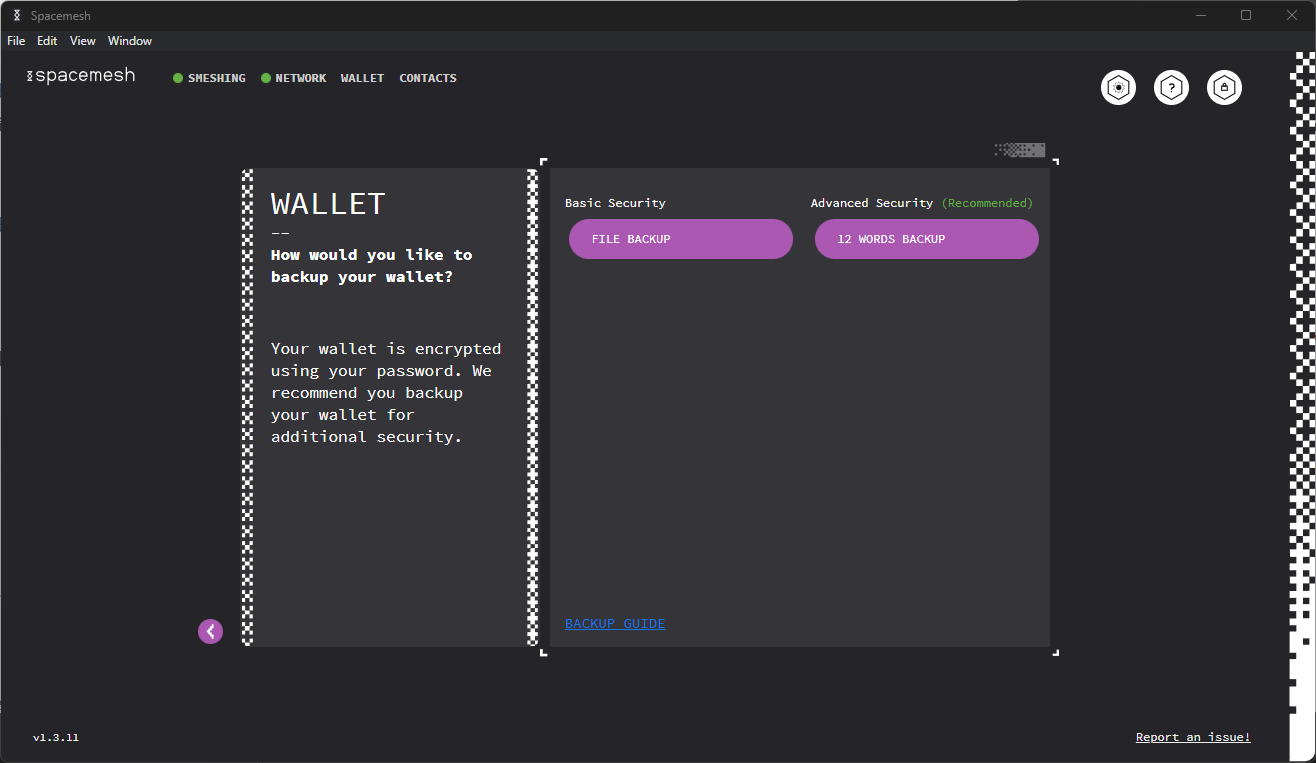 Spacemesh
File Edit View Window
spacemesh
SMESHING NETWORK WALLET CONTACTS
?
WALLET
--
How would you like to
backup your wallet?
Your wallet is encrypted
using your password. We
recommend you backup
your wallet for
additional security.
Basic Security
FILE BACKUP
Advanced Security (Recommended)
12 WORDS BACKUP
BACKUP GUIDE
v1.3.11
Report an issue!